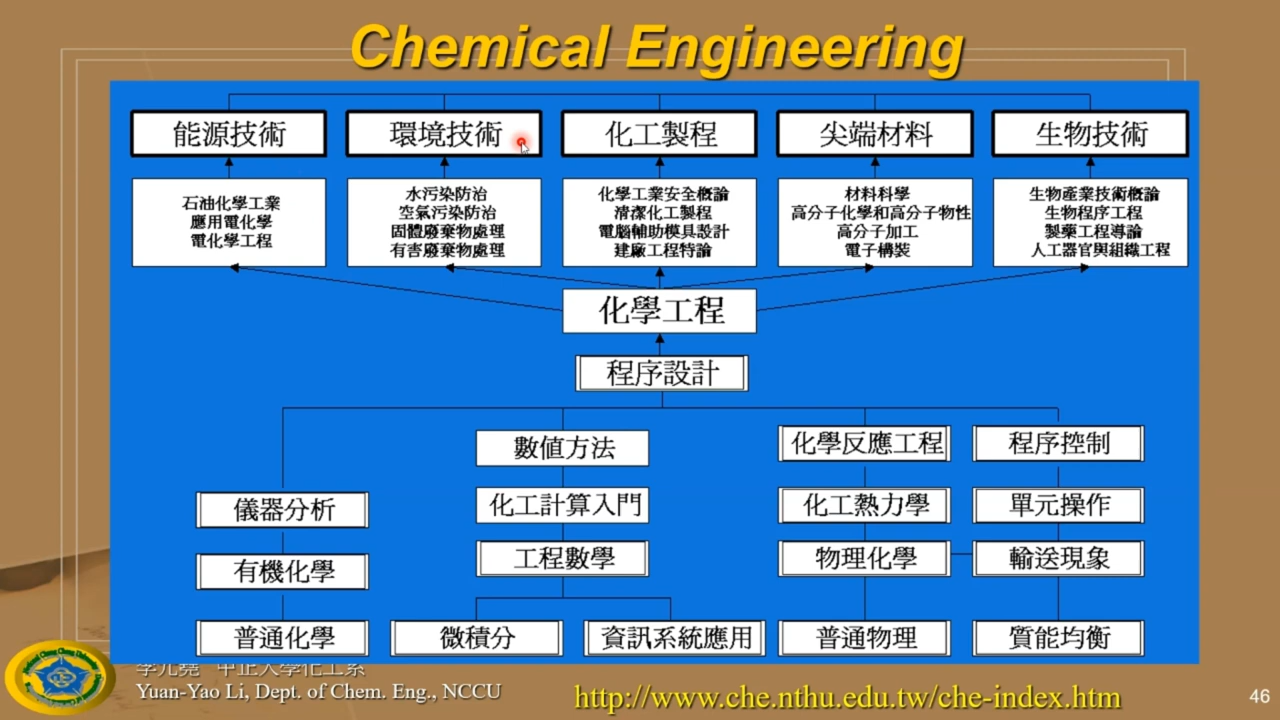 Chemical Engineering
能源技術
環境技術
化工製程
尖端材料
生物技術
石油化學工業
應用電化學
電化學工程
水污染防治
空氣污染防治
固體廢棄物處理
有害廢棄物處理
化學工業安全概論
清潔化工製程
電腦輔助模具設計
建廠工程特論
材料科學
高分子化學和高分子物性
高分子加工
電子構裝
生物產業技術概論
生物程序工程
製藥工程導論
人工器官與組織工程
化學工程
程序設計
數值方法
化學反應工程
程序控制
儀器分析
化工計算入門
化工熱力學
單元操作
有機化學
工程數學
物理化學
輸送現象
普通化學
微積分
資訊系統應用
普通物理
質能均衡
李元堯 中正大學化工系
Yuan-Yao Li, Dept. of Chem. Eng., NCCU
http://www.che.nthu.edu.tw/che-index.htm
46